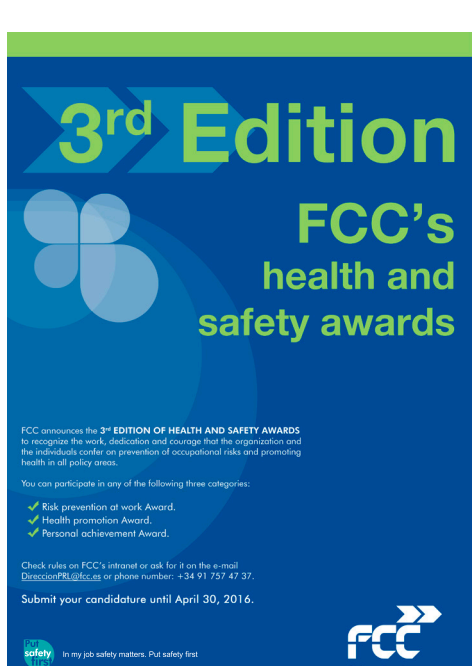 3rd Edition
FCC's
health and
safety awards
FCC announces the 3rd EDITION OF HEALTH AND SAFETY AWARDS
to recognize the work, dedication and courage that the organization and
the individuals confer on prevention of occupational risks and promoting
health in all policy areas.
You can participate in any of the following three categories:
Risk prevention at work Award.
Health promotion Award.
Personal achievement Award.
Check rules on FCC's intranet or ask for it on the e-mail
DireccionPRL@fcc.es or phone number: +34 91 757 47 37.
Submit your candidature until April 30, 2016.
fcc
Put
safety
first
In my job safety matters. Put safety first